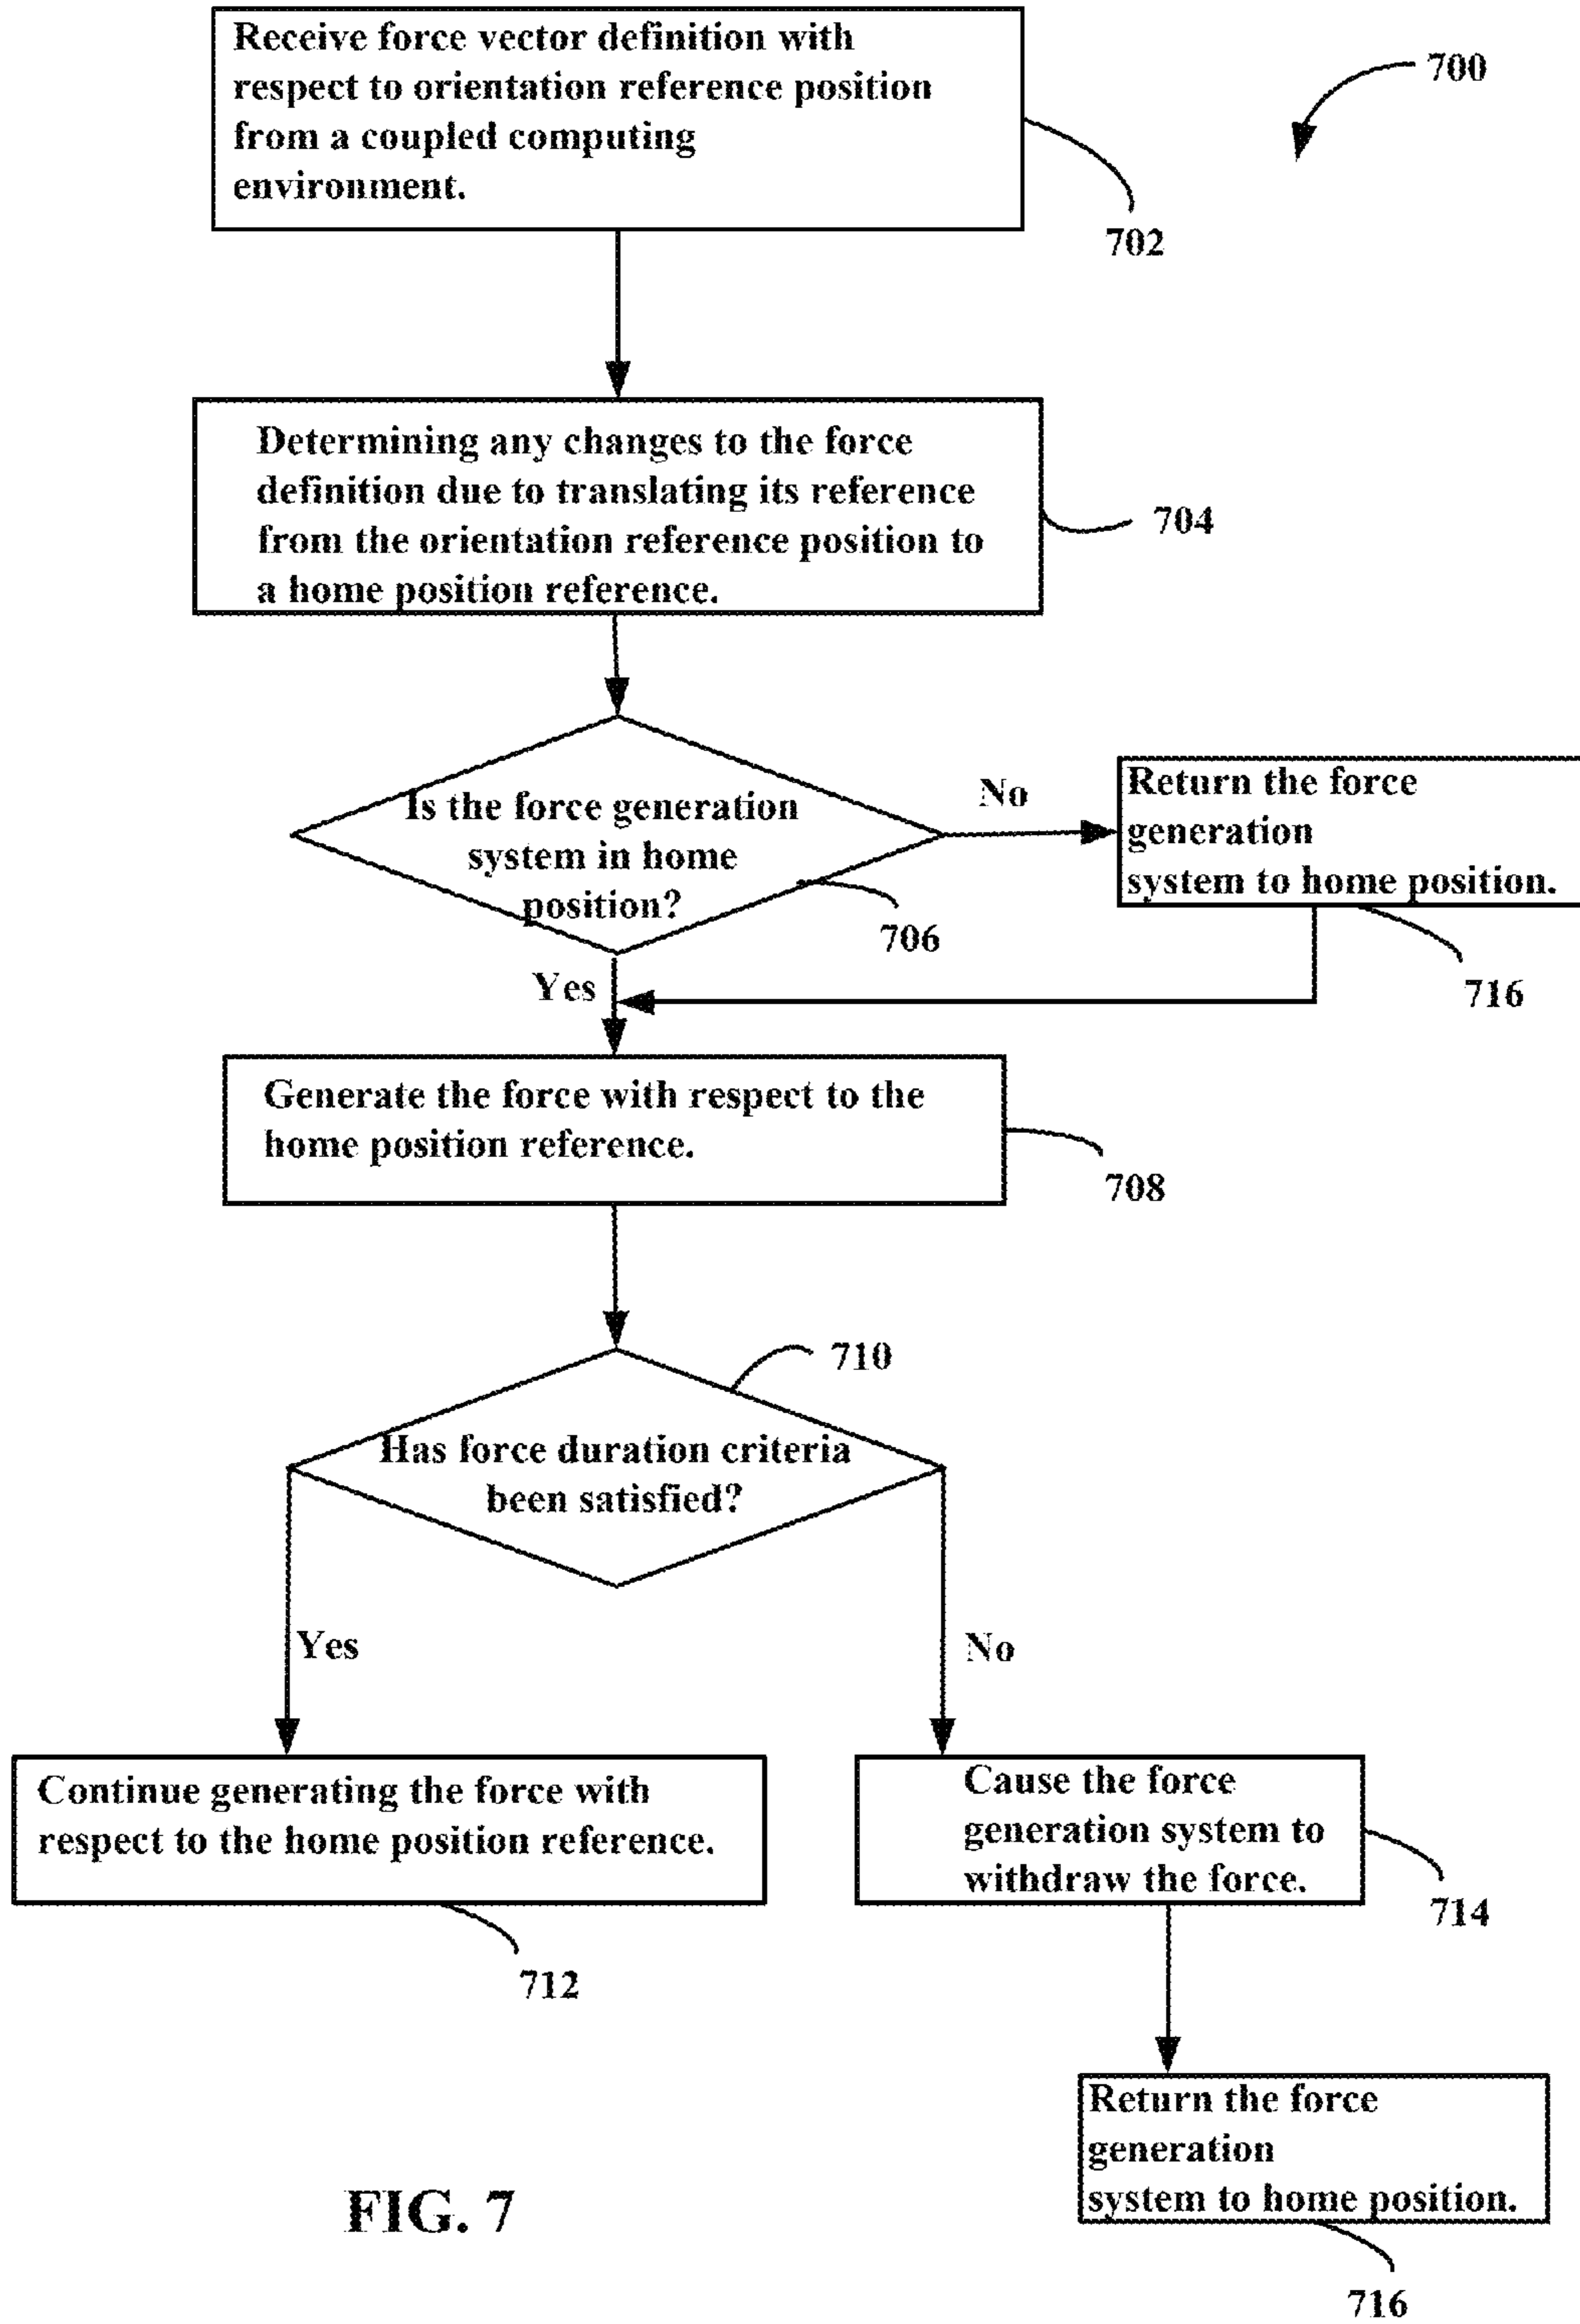 Receive force vector definition with
respect to orientation reference position
from a coupled computing
environment.
700
702
Determining any changes to the force
definition due to translating its reference
from the orientation reference position to
a home position reference.
704
Is the force generation
system in home
position?
706
No
Return the force
generation
system to home position.
716
Yes
Generate the force with respect to the
home position reference.
708
710
Has force duration criteria
been satisfied?
Yes
No
Continue generating the force with
respect to the home position reference.
712
Cause the force
generation system to
withdraw the force.
714
Return the force
generation
system to home position.
716
FIG. 7